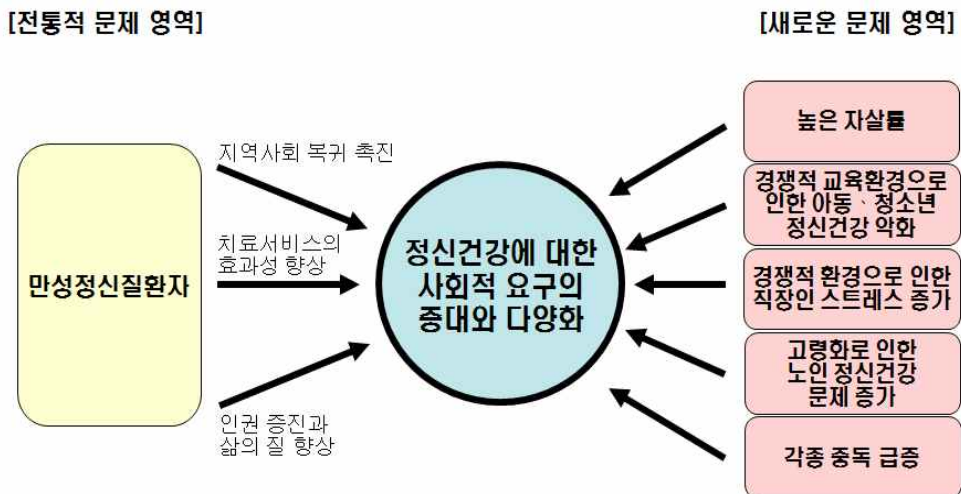 [전통적 문제 영역]
[새로운 문제 영역]
만성정신질환자
지역사회 복귀 촉진
치료서비스의
효과성 향상
인권 증진과
삶의 질 향상
정신건강에 대한
사회적 요구의
증대와 다양화
높은 자살률
경쟁적 교육환경으로
인한 아동ㆍ청소년
정신건강 악화
경쟁적 환경으로 인한
직장인 스트레스 증가
고령화로 인한
노인 정신건강
문제 증가
각종 중독 급증